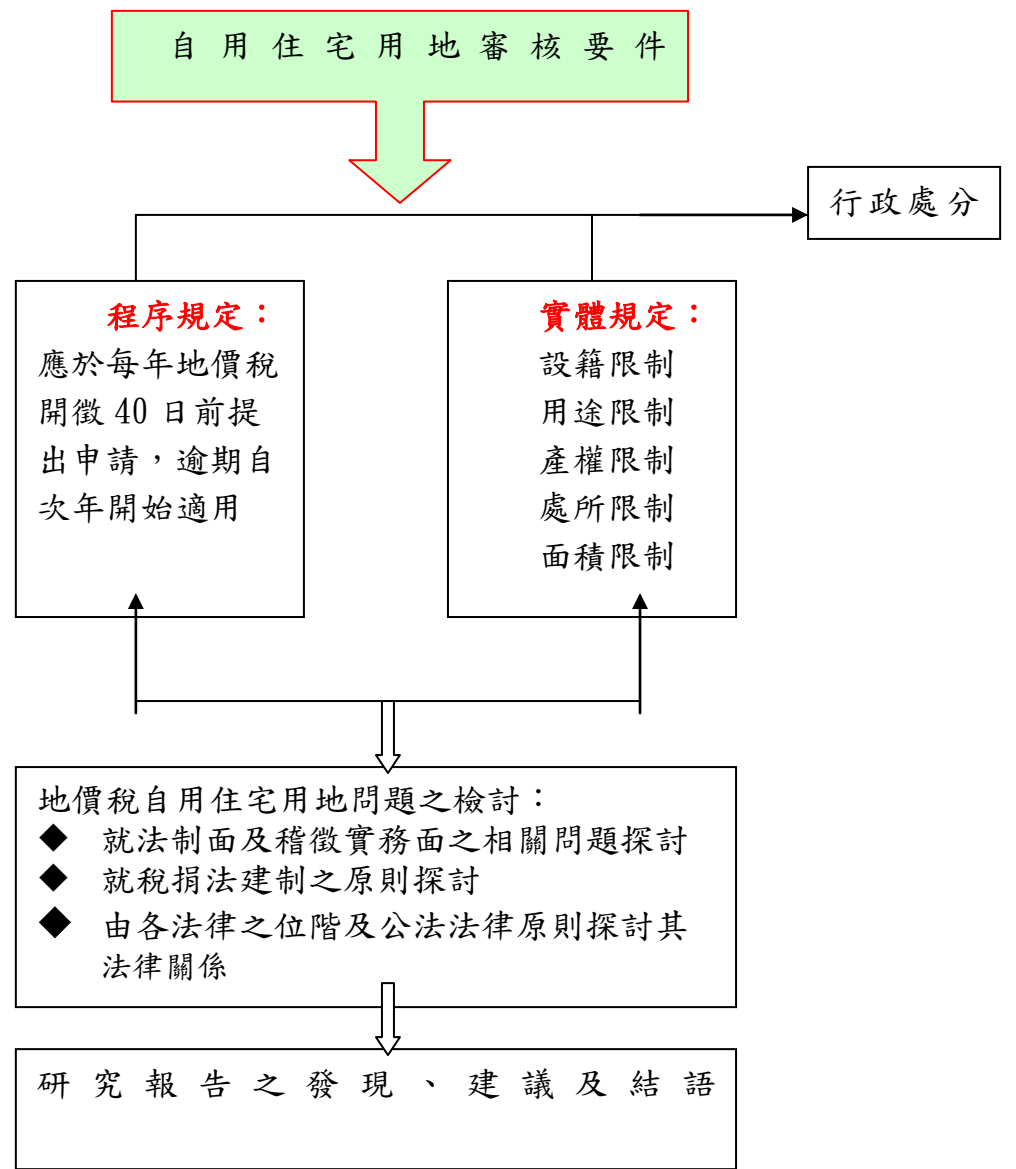 自用住宅用地審核要件
行政處分
程序規定：
應於每年地價稅
開徵40日前提
出申請，逾期自
次年開始適用
實體規定：
設籍限制
用途限制
產權限制
處所限制
面積限制
地價稅自用住宅用地問題之檢討：
◆ 就法制面及稽徵實務面之相關問題探討
◆ 就稅捐法建制之原則探討
◆ 由各法律之位階及公法法律原則探討其
法律關係
研究報告之發現、建議及結語